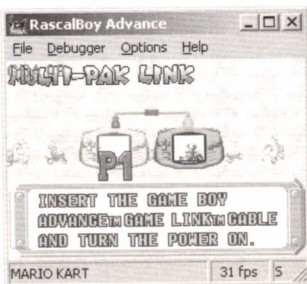 RascalBoy Advance
File Debugger Options Help
MULTI-PAK LINK
P1
INSERT THE GAME BOY
ADVANCE™ GAME LINK™ CABLE
AND TURN THE POWER ON.
MARIO KART 31 fps S